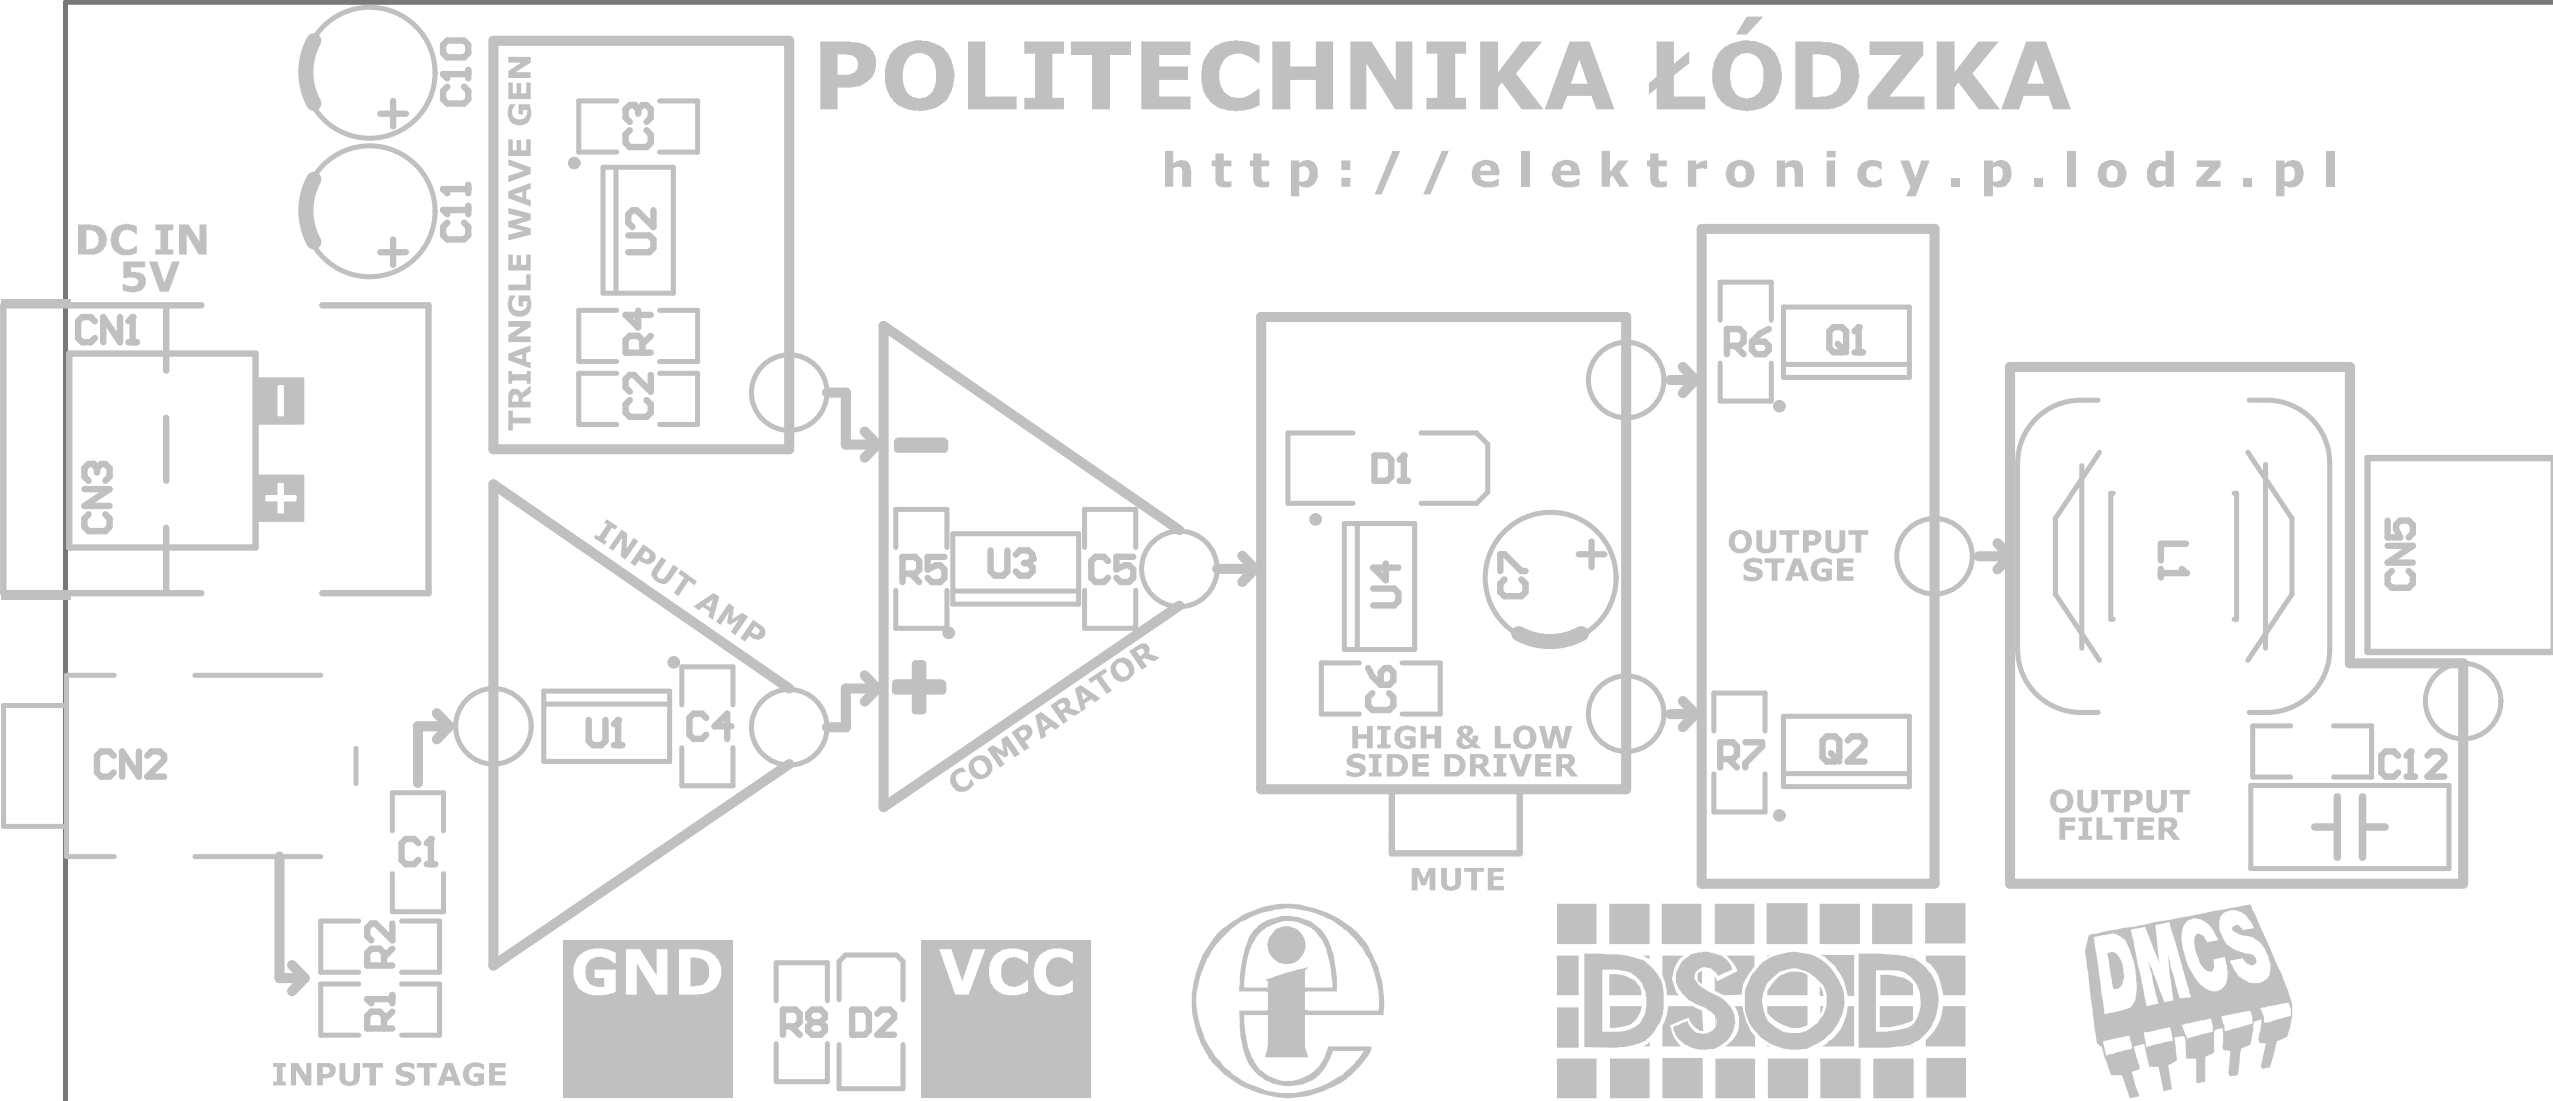 POLITECHNIKA ŁÓDZKA
http://elektronicy.p.lodz.pl
C10
C11
DC IN
5V
CN1
CN3
-
+
TRIANGLE WAVE GEN
C3
U2
R4
C2
INPUT AMP
U1
C4
CN2
C1
R2
R1
INPUT STAGE
-
+
R5
U3
C5
COMPARATOR
D1
U4
C7
+
C6
HIGH & LOW
SIDE DRIVER
MUTE
R6
Q1
OUTPUT
STAGE
R7
Q2
L1
CN5
C12
OUTPUT
FILTER
GND
R8
D2
VCC
ie
DSOD
DMCS